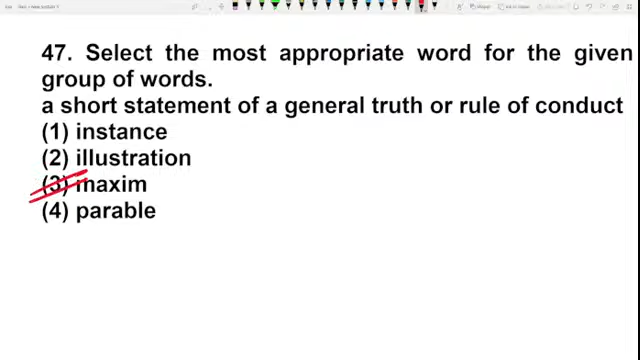 47. Select the most appropriate word for the given
group of words.
a short statement of a general truth or rule of conduct
(1) instance
(2) illustration
(3) maxim
(4) parable